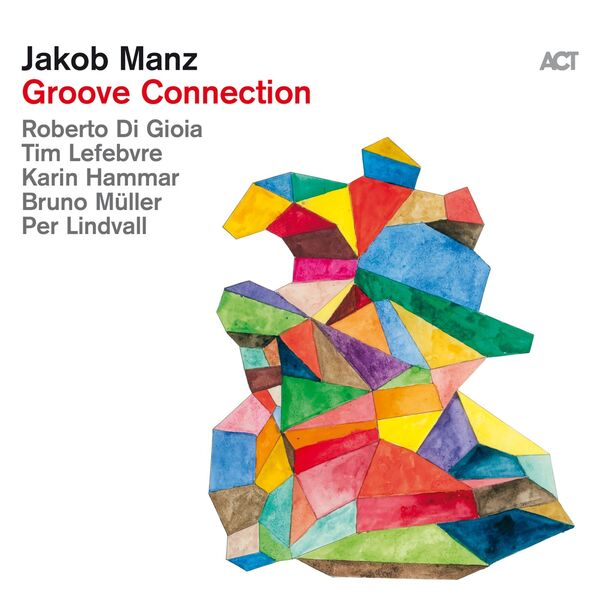 Jakob Manz
ACT
Groove Connection
Roberto Di Gioia
Tim Lefebvre
Karin Hammar
Bruno Müller
Per Lindvall